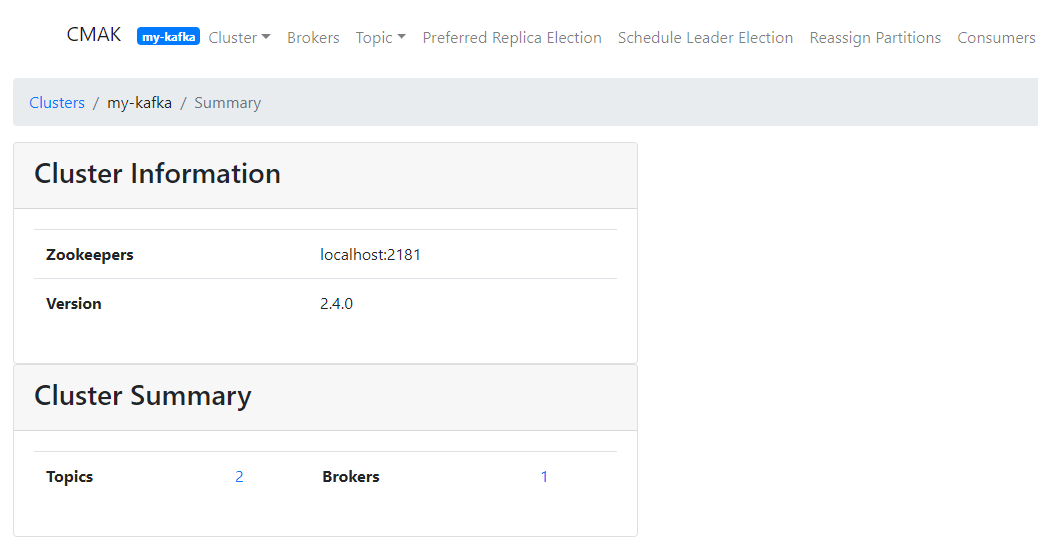 CMAK my-kafka Cluster Brokers Topic Preferred Replica Election Schedule Leader Election Reassign Partitions Consumers
Clusters / my-kafka / Summary
Cluster Information
Zookeepers localhost:2181
Version 2.4.0
Cluster Summary
Topics 2 Brokers 1